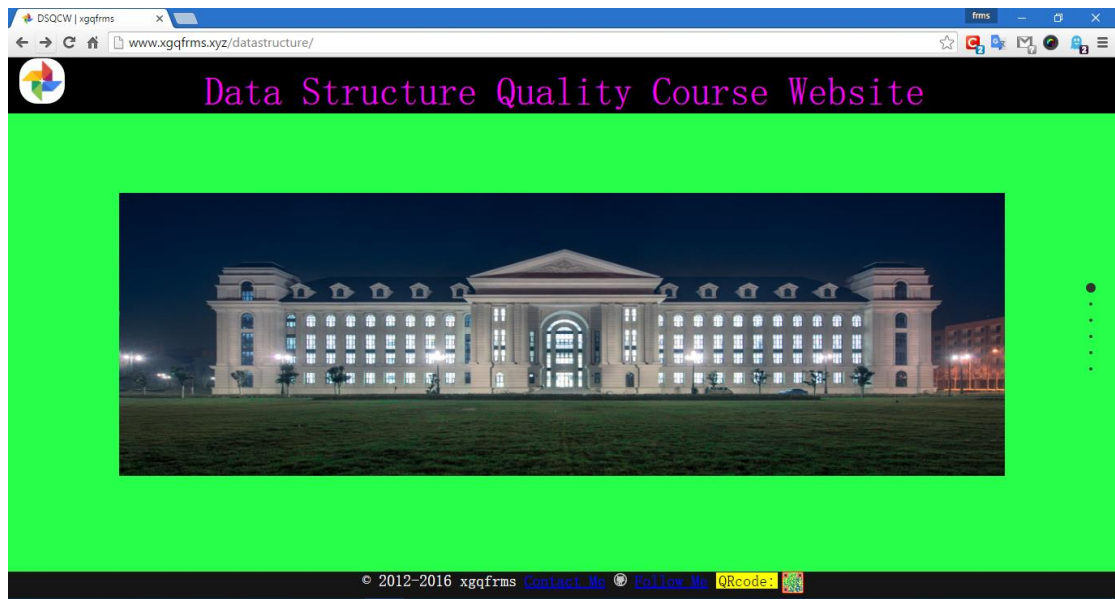 DSQCW | xgqfrms
frms
www.xgqfrms.xyz/datastructure/
Data Structure Quality Course Website
© 2012-2016 xgqfrms Contact Me Follow Me QRcode: